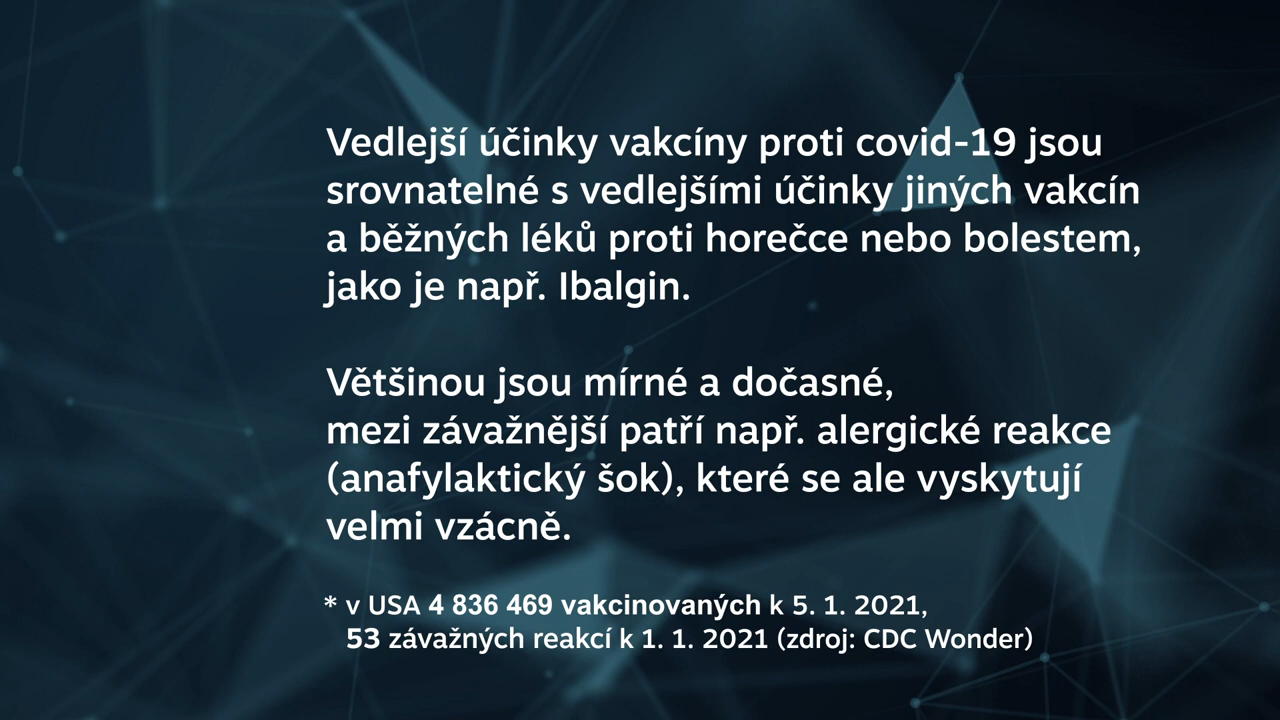 Vedlejší účinky vakcíny proti covid-19 jsou
srovnatelné s vedlejšími účinky jiných vakcín
a běžných léků proti horečce nebo bolestem,
jako je např. Ibalgin.
Většinou jsou mírné a dočasné,
mezi závažnější patří např. alergické reakce
(anafylaktický šok), které se ale vyskytují
velmi vzácně.
* v USA 4 836 469 vakcinovaných k 5. 1. 2021,
53 závažných reakcí k 1. 1. 2021 (zdroj: CDC Wonder)